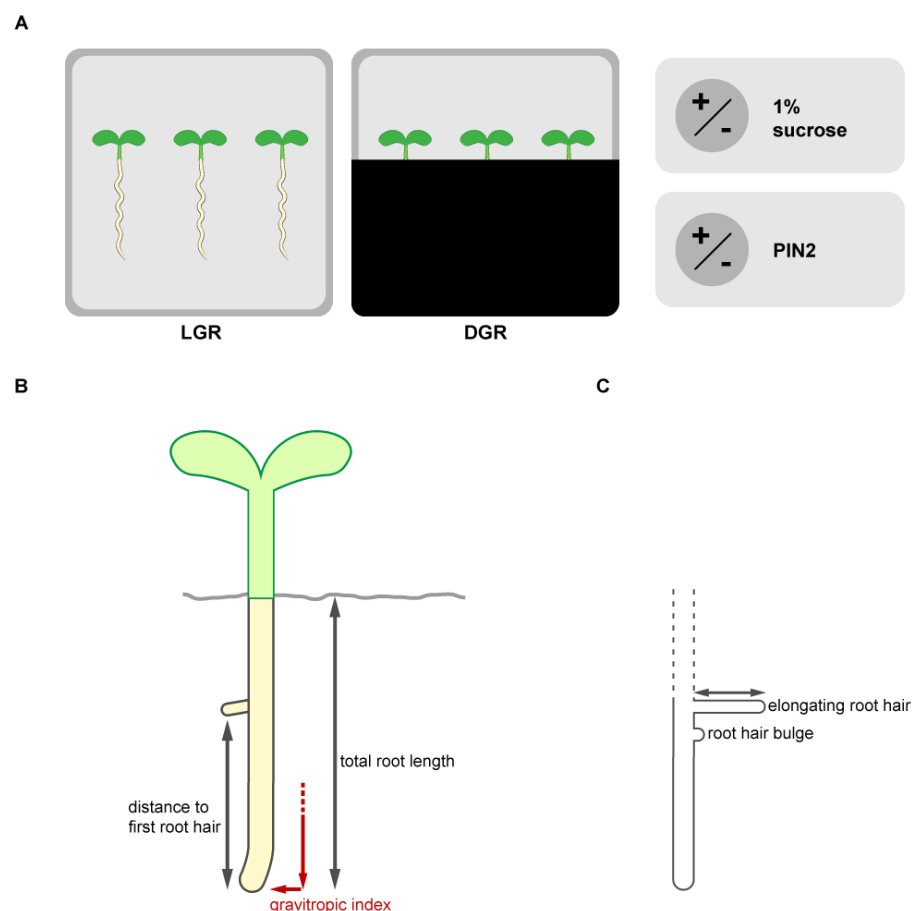 A
LGR
DGR
+
-
1%
sucrose
+
-
PIN2
B
C
total root length
distance to
first root hair
gravitropic index
elongating root hair
root hair bulge